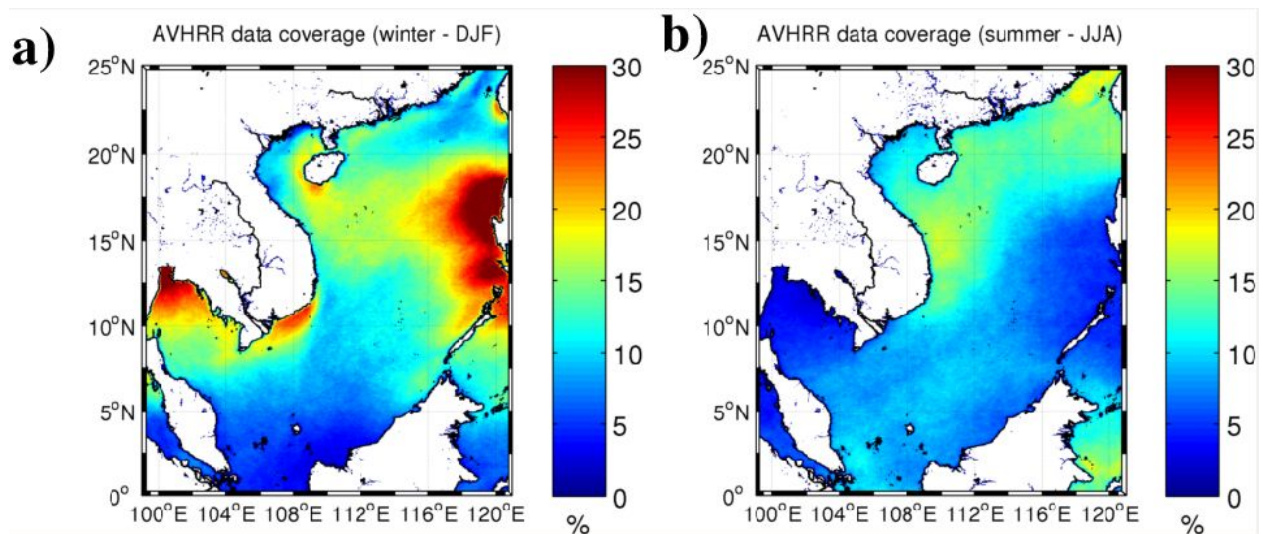 a)
AVHRR data coverage (winter - DJF)
25°N
20°N
15°N
10°N
5°N
0°
100°E 104°E 108°E 112°E 116°E 120°E
30
25
20
15
10
5
0
%
b)
AVHRR data coverage (summer - JJA)
25°N
20°N
15°N
10°N
5°N
0°
100°E 104°E 108°E 112°E 116°E 120°E
30
25
20
15
10
5
0
%